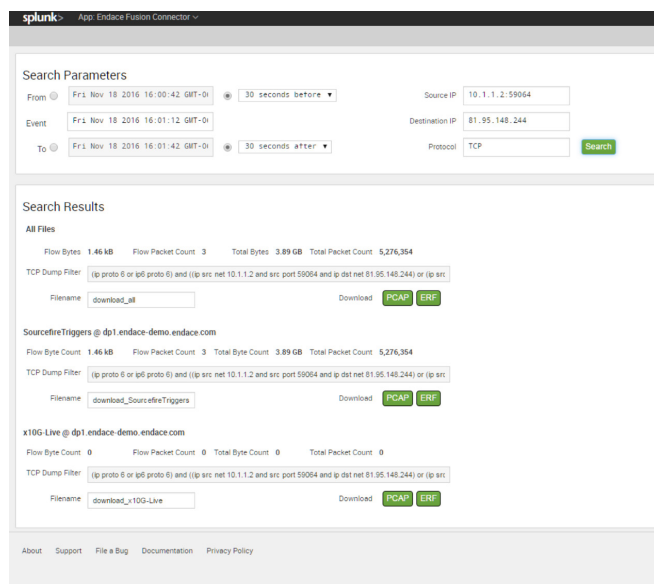 splunk> App: Endace Fusion Connector
Search Parameters
From Fri Nov 18 2016 16:00:42 GMT-0( 30 seconds before ▼ Source IP 10.1.1.2:59064
Event Fri Nov 18 2016 16:01:12 GMT-0( Destination IP 81.95.148.244
To Fri Nov 18 2016 16:01:42 GMT-0( 30 seconds after ▼ Protocol TCP Search
Search Results
All Files
Flow Bytes 1.46 kB Flow Packet Count 3 Total Bytes 3.89 GB Total Packet Count 5,276,354
TCP Dump Filter (ip proto 6 or ip6 proto 6) and ((ip src net 10.1.1.2 and src port 59064 and ip dst net 81.95.148.244) or (ip src
Filename download_all Download PCAP ERF
SourcefireTriggers @ dp1.endace-demo.endace.com
Flow Byte Count 1.46 kB Flow Packet Count 3 Total Byte Count 3.89 GB Total Packet Count 5,276,354
TCP Dump Filter (ip proto 6 or ip6 proto 6) and ((ip src net 10.1.1.2 and src port 59064 and ip dst net 81.95.148.244) or (ip src
Filename download_SourcefireTriggers Download PCAP ERF
x10G-Live @ dp1.endace-demo.endace.com
Flow Byte Count 0 Flow Packet Count 0 Total Byte Count 0 Total Packet Count 0
TCP Dump Filter (ip proto 6 or ip6 proto 6) and ((ip src net 10.1.1.2 and src port 59064 and ip dst net 81.95.148.244) or (ip src
Filename download_x10G-Live Download PCAP ERF
About Support File a Bug Documentation Privacy Policy